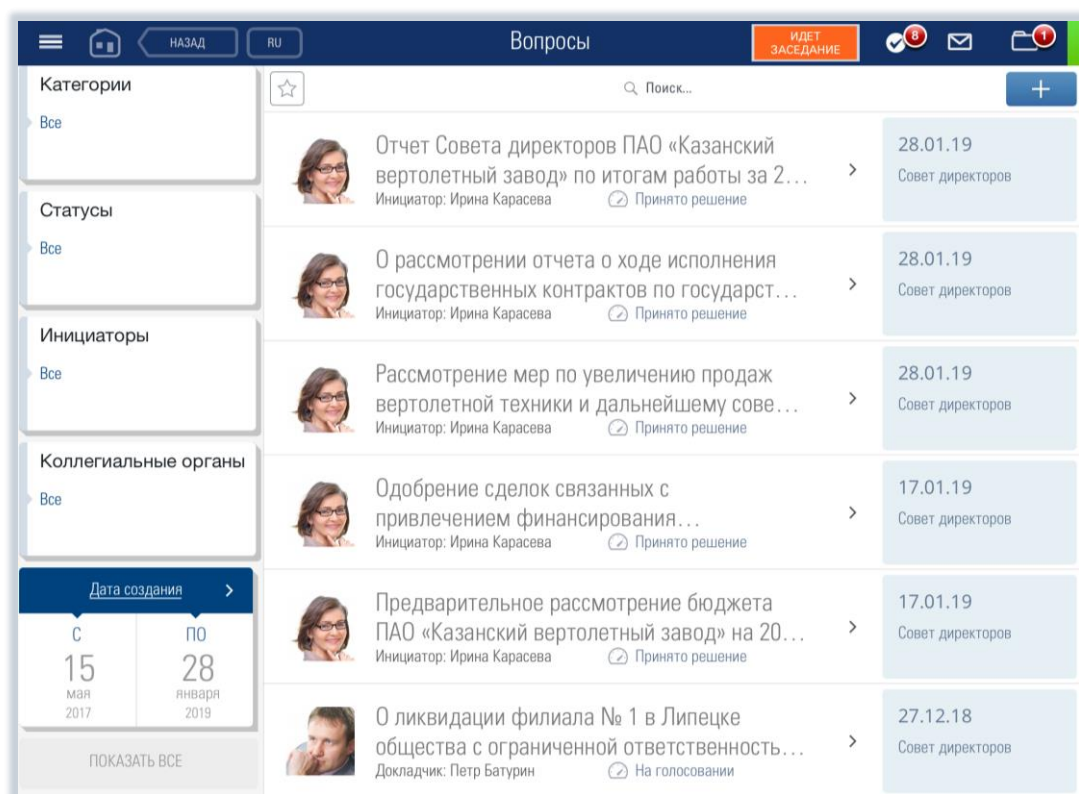 НАЗАД
RU
Вопросы
ИДЕТ
ЗАСЕДАНИЕ
8
1
Категории
Все
Статусы
Все
Инициаторы
Все
Коллегиальные органы
Все
Дата создания
С
ПО
15
28
мая
января
2017
2019
ПОКАЗАТЬ ВСЕ
Поиск...
Отчет Совета директоров ПАО «Казанский
вертолетный завод» по итогам работы за 2...
Инициатор: Ирина Карасева
Принято решение
28.01.19
Совет директоров
О рассмотрении отчета о ходе исполнения
государственных контрактов по государст...
Инициатор: Ирина Карасева
Принято решение
28.01.19
Совет директоров
Рассмотрение мер по увеличению продаж
вертолетной техники и дальнейшему сове...
Инициатор: Ирина Карасева
Принято решение
28.01.19
Совет директоров
Одобрение сделок связанных с
привлечением финансирования...
Инициатор: Ирина Карасева
Принято решение
17.01.19
Совет директоров
Предварительное рассмотрение бюджета
ПАО «Казанский вертолетный завод» на 20...
Инициатор: Ирина Карасева
Принято решение
17.01.19
Совет директоров
О ликвидации филиала № 1 в Липецке
общества с ограниченной ответственность...
Докладчик: Петр Батурин
На голосовании
27.12.18
Совет директоров